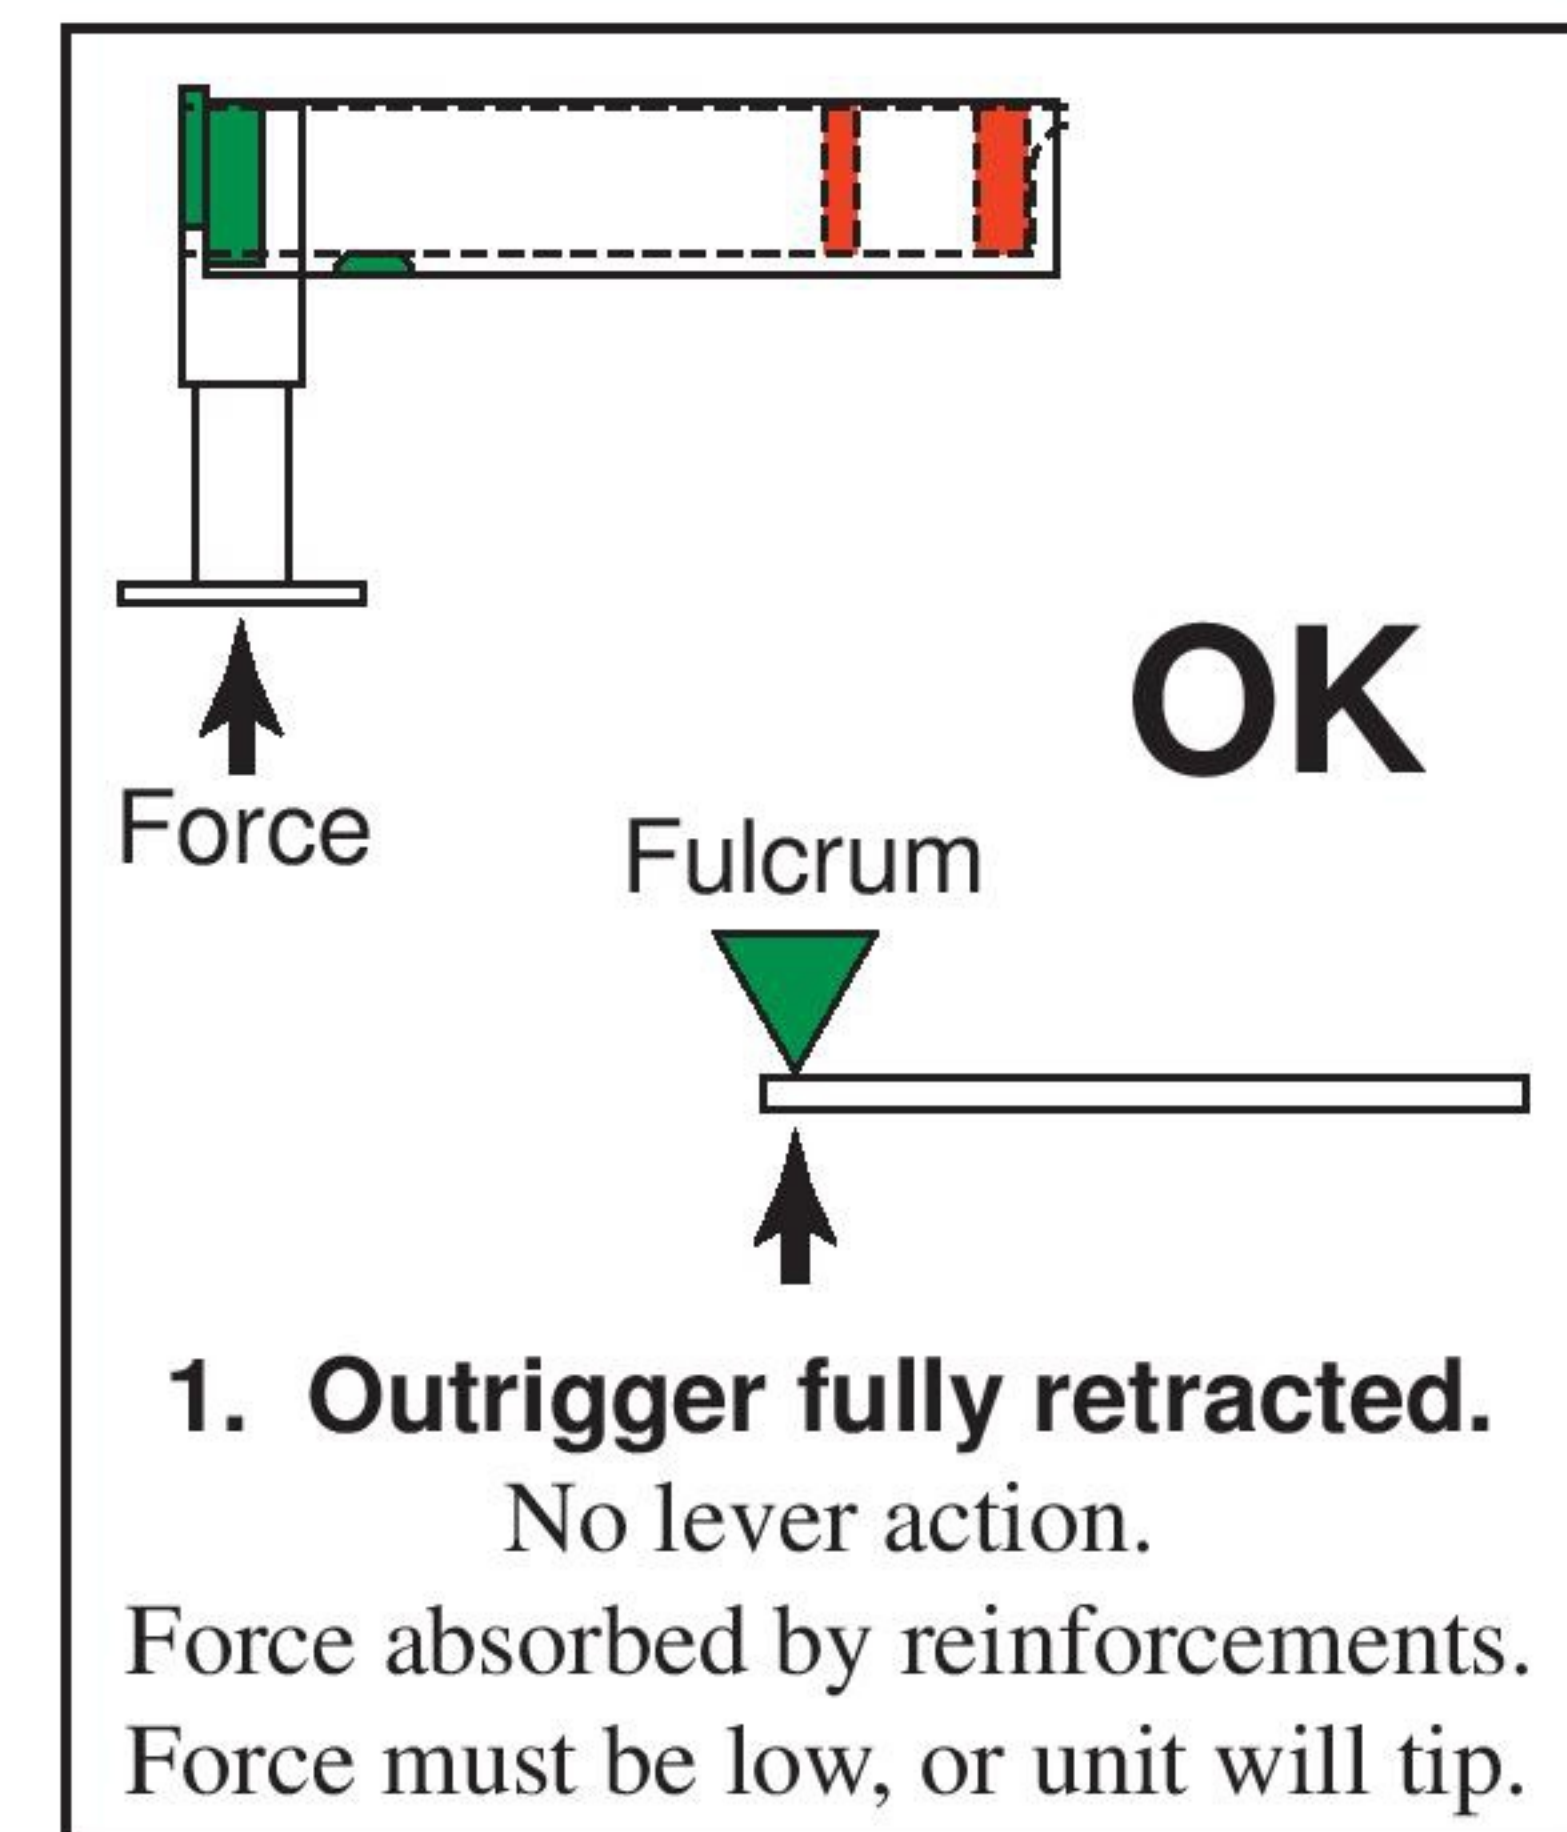 OK
Force
Fulcrum
1. Outrigger fully retracted.
No lever action.
Force absorbed by reinforcements.
Force must be low, or unit will tip.